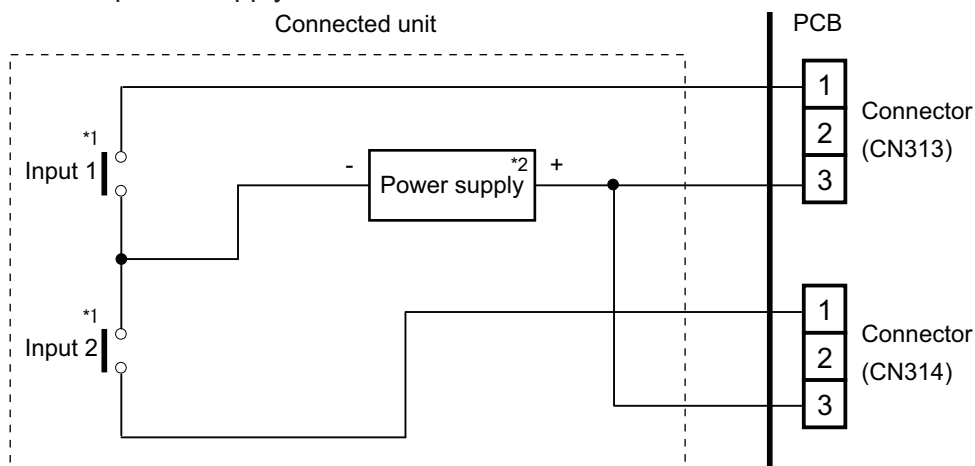 Connected unit
PCB
1
2
3
Connector
(CN313)
*1
Input 1
-
Power supply
*2
+
*1
Input 2
1
2
3
Connector
(CN314)